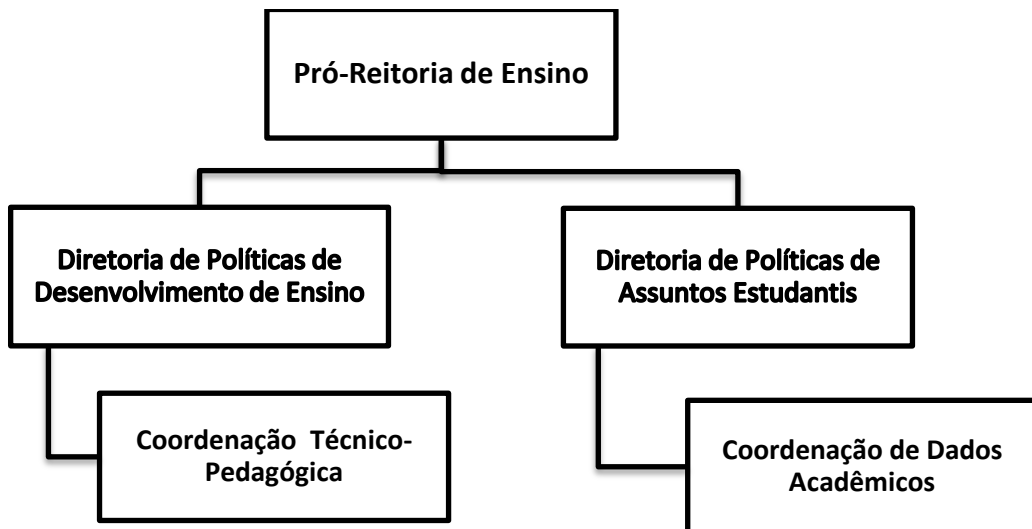 Pró-Reitoria de Ensino
Diretoria de Políticas de
Desenvolvimento de Ensino
Diretoria de Políticas de
Assuntos Estudantis
Coordenação Técnico-
Pedagógica
Coordenação de Dados
Acadêmicos